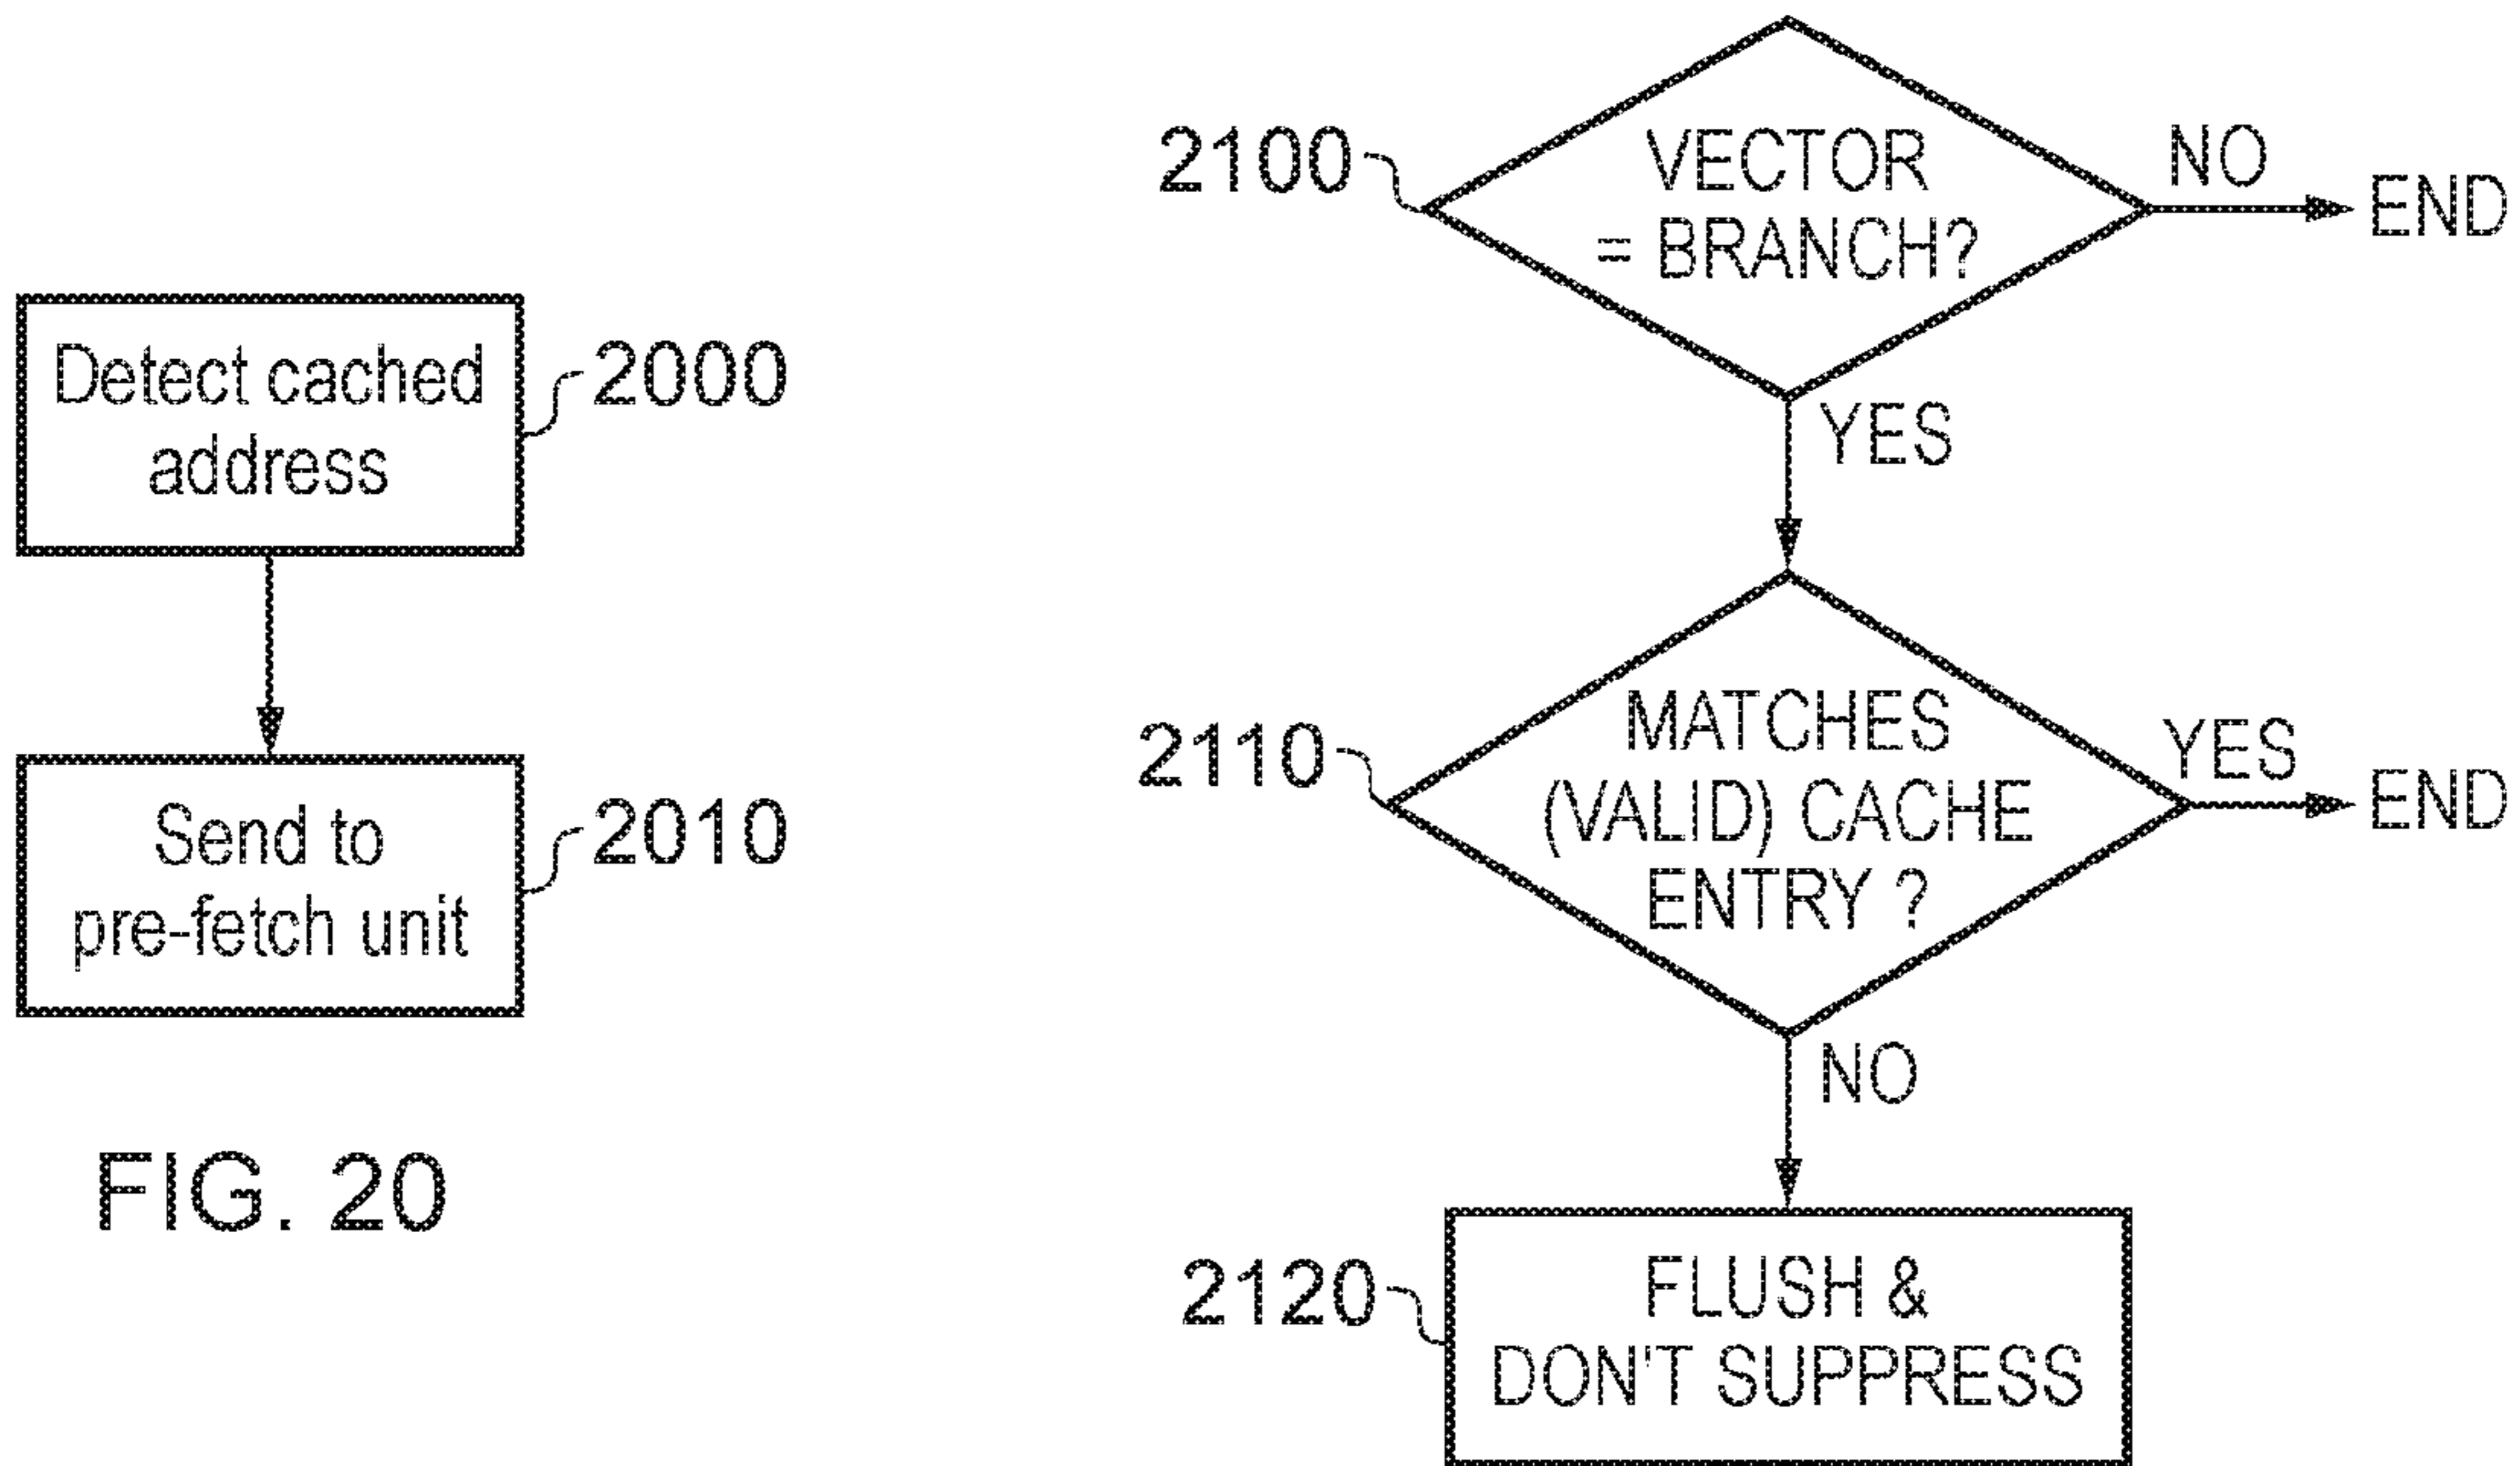 Detect cached
address
2000
Send to
pre-fetch unit
2010
FIG. 20
2100
VECTOR
= BRANCH?
NO
END
YES
2110
MATCHES
(VALID) CACHE
ENTRY ?
YES
END
NO
2120
FLUSH &
DON'T SUPPRESS